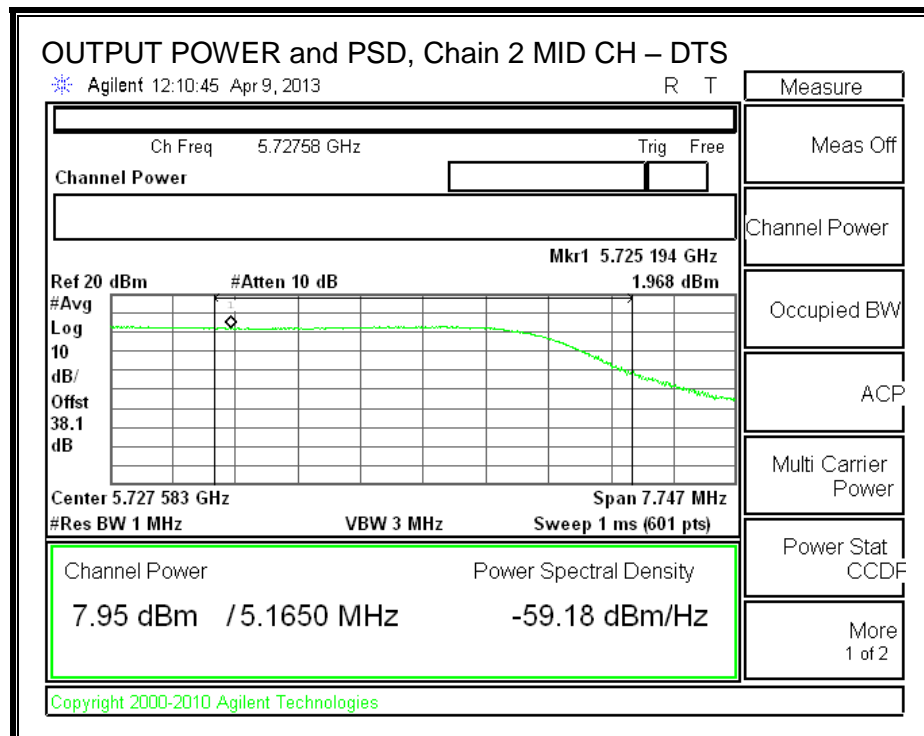 OUTPUT POWER and PSD, Chain 2 MID CH – DTS
Agilent 12:10:45 Apr 9, 2013 R T
Measure
Ch Freq 5.72758 GHz Trig Free
Meas Off
Channel Power
Channel Power
Mkr1 5.725 194 GHz
Ref 20 dBm #Atten 10 dB 1.968 dBm
#Avg
1
Log
10
dB/
Offst
38.1
dB
Occupied BW
ACP
Center 5.727 583 GHz Span 7.747 MHz
#Res BW 1 MHz VBW 3 MHz Sweep 1 ms (601 pts)
Multi Carrier
Power
Channel Power Power Spectral Density
7.95 dBm / 5.1650 MHz -59.18 dBm/Hz
Power Stat
CCDF
More
1 of 2
Copyright 2000-2010 Agilent Technologies